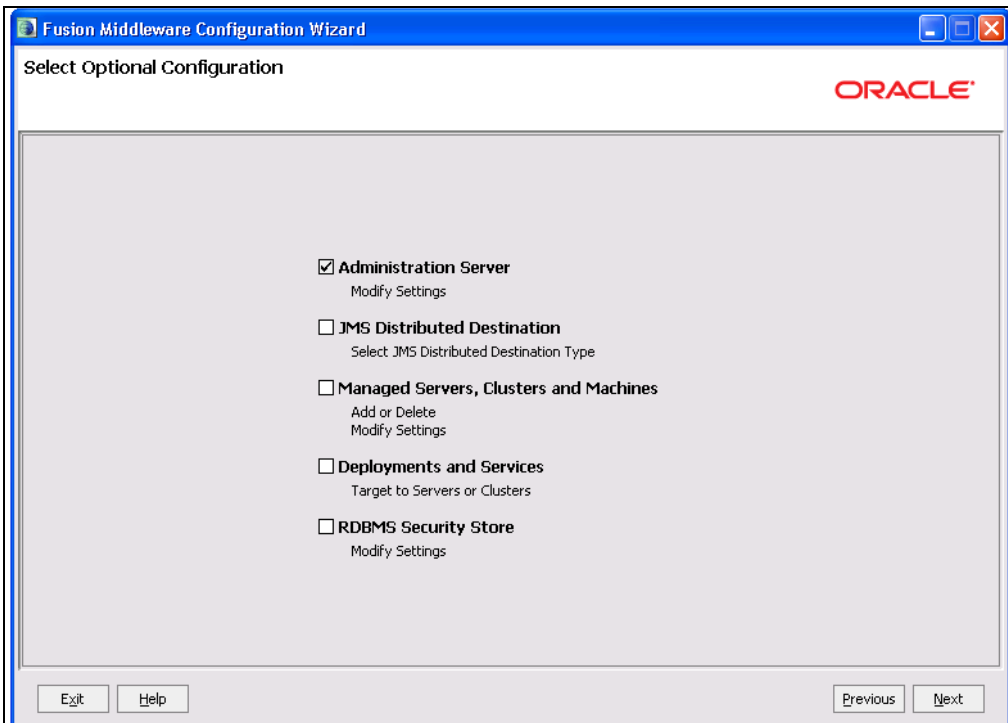 Fusion Middleware Configuration Wizard
Select Optional Configuration
ORACLE
Administration Server
Modify Settings
JMS Distributed Destination
Select JMS Distributed Destination Type
Managed Servers, Clusters and Machines
Add or Delete
Modify Settings
Deployments and Services
Target to Servers or Clusters
RDBMS Security Store
Modify Settings
Exit Help Previous Next